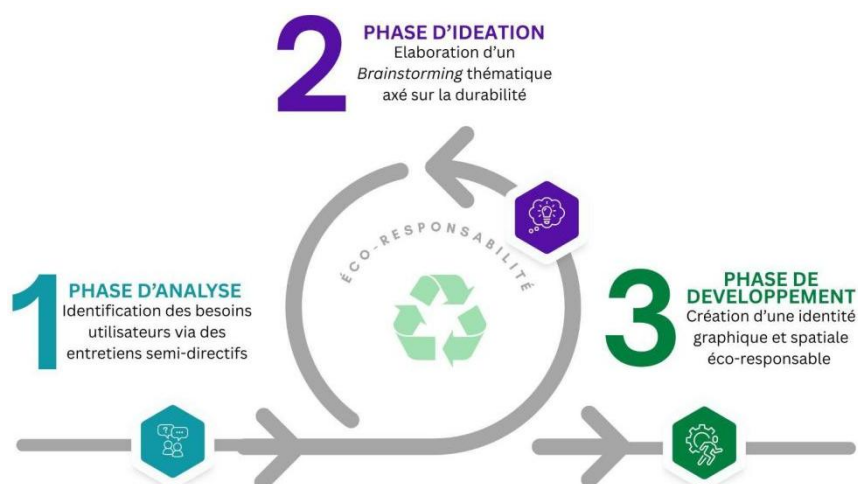 2
PHASE D'IDEATION
Elaboration d'un
Brainstorming thématique
axé sur la durabilité
ÉCO-RESPONSABILITÉ
1
PHASE D'ANALYSE
Identification des besoins
utilisateurs via des
entretiens semi-directifs
3
PHASE DE
DEVELOPPEMENT
Création d'une identité
graphique et spatiale
éco-responsable